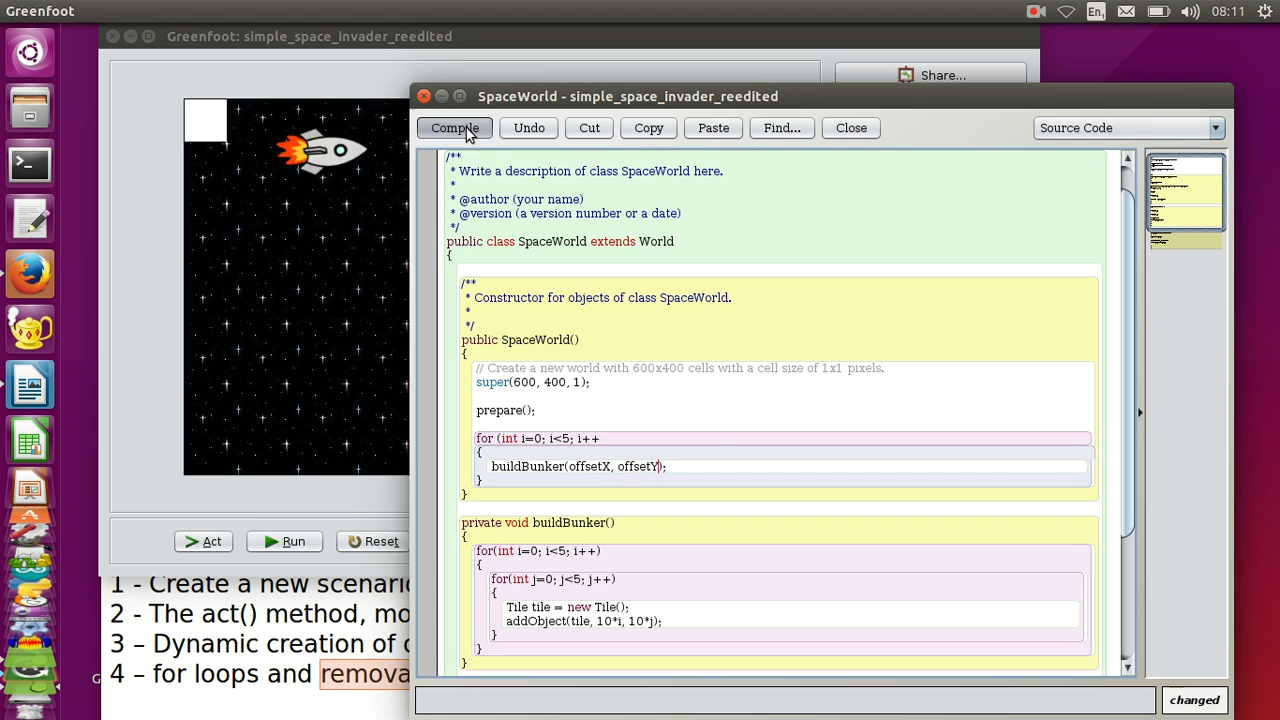 Greenfoot
En1
08:11
Greenfoot: simple_space_invader_reedited
Share...
SpaceWorld - simple_space_invader_reedited
Compile
Undo
Cut
Copy
Paste
Find...
Close
Source Code
/**
* Write a description of class SpaceWorld here.
*
* @author (your name)
* @version (a version number or a date)
*/
public class SpaceWorld extends World
{
/**
* Constructor for objects of class SpaceWorld.
*
*/
public SpaceWorld()
{
// Create a new world with 600x400 cells with a cell size of 1x1 pixels.
super(600, 400, 1);
prepare();
for (int i=0; i<5; i++
{
buildBunker(offsetX, offsetY);
}
}
private void buildBunker()
{
for(int i=0; i<5; i++)
{
for(int j=0; j<5; j++)
{
Tile tile = new Tile();
addObject(tile, 10*i, 10*j);
}
}
}
Act
Run
Reset
1 - Create a new scenario
2 - The act() method, mo
3 - Dynamic creation of o
4 – for loops and remova
changed